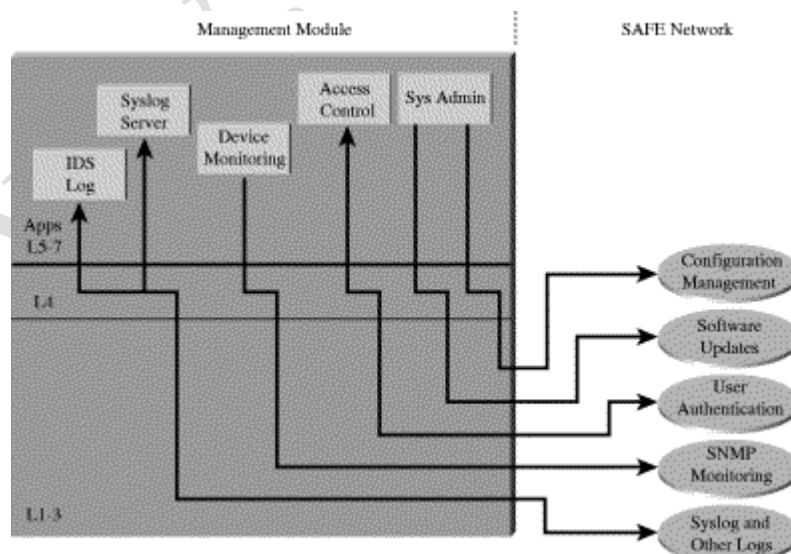 Management Module
SAFE Network
Access
Control
Sys Admin
Syslog
Server
Device
Monitoring
IDS
Log
Apps
L5-7
L4
L1-3
Configuration
Management
Software
Updates
User
Authentication
SNMP
Monitoring
Syslog and
Other Logs